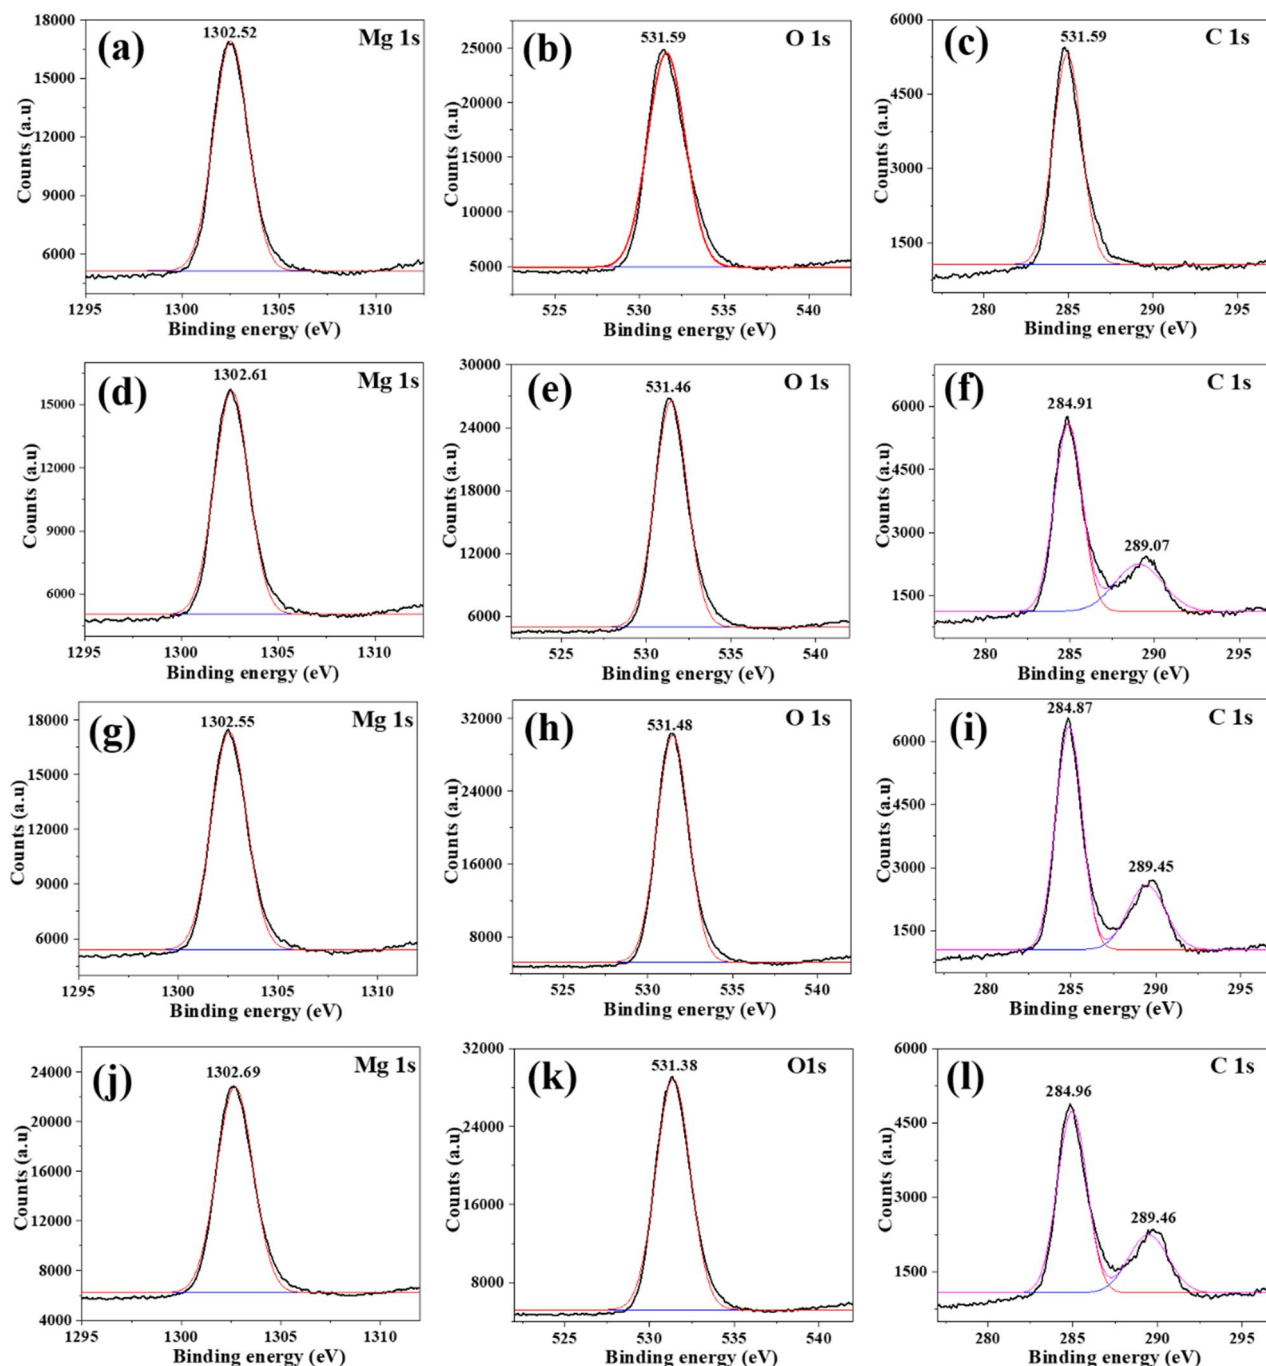 (a) 1302.52 Mg 1s
18000
15000
12000
9000
6000
Counts (a.u)
1295 1300 1305 1310
Binding energy (eV)
(b) 531.59 O 1s
25000
20000
15000
10000
5000
Counts (a.u)
525 530 535 540
Binding energy (eV)
(c) 531.59 C 1s
6000
4500
3000
1500
Counts (a.u)
280 285 290 295
Binding energy (eV)
(d) 1302.61 Mg 1s
15000
12000
9000
6000
Counts (a.u)
1295 1300 1305 1310
Binding energy (eV)
(e) 531.46 O 1s
30000
24000
18000
12000
6000
Counts (a.u)
525 530 535 540
Binding energy (eV)
(f) 284.91 C 1s
289.07
6000
4500
3000
1500
Counts (a.u)
280 285 290 295
Binding energy (eV)
(g) 1302.55 Mg 1s
18000
15000
12000
9000
6000
Counts (a.u)
1295 1300 1305 1310
Binding energy (eV)
(h) 531.48 O 1s
32000
24000
16000
8000
Counts (a.u)
525 530 535 540
Binding energy (eV)
(i) 284.87 C 1s
289.45
6000
4500
3000
1500
Counts (a.u)
280 285 290 295
Binding energy (eV)
(j) 1302.69 Mg 1s
24000
20000
16000
12000
8000
4000
Counts (a.u)
1295 1300 1305 1310
Binding energy (eV)
(k) 531.38 O1s
32000
24000
16000
8000
Counts (a.u)
525 530 535 540
Binding energy (eV)
(l) 284.96 C 1s
289.46
6000
4500
3000
1500
Counts (a.u)
280 285 290 295
Binding energy (eV)